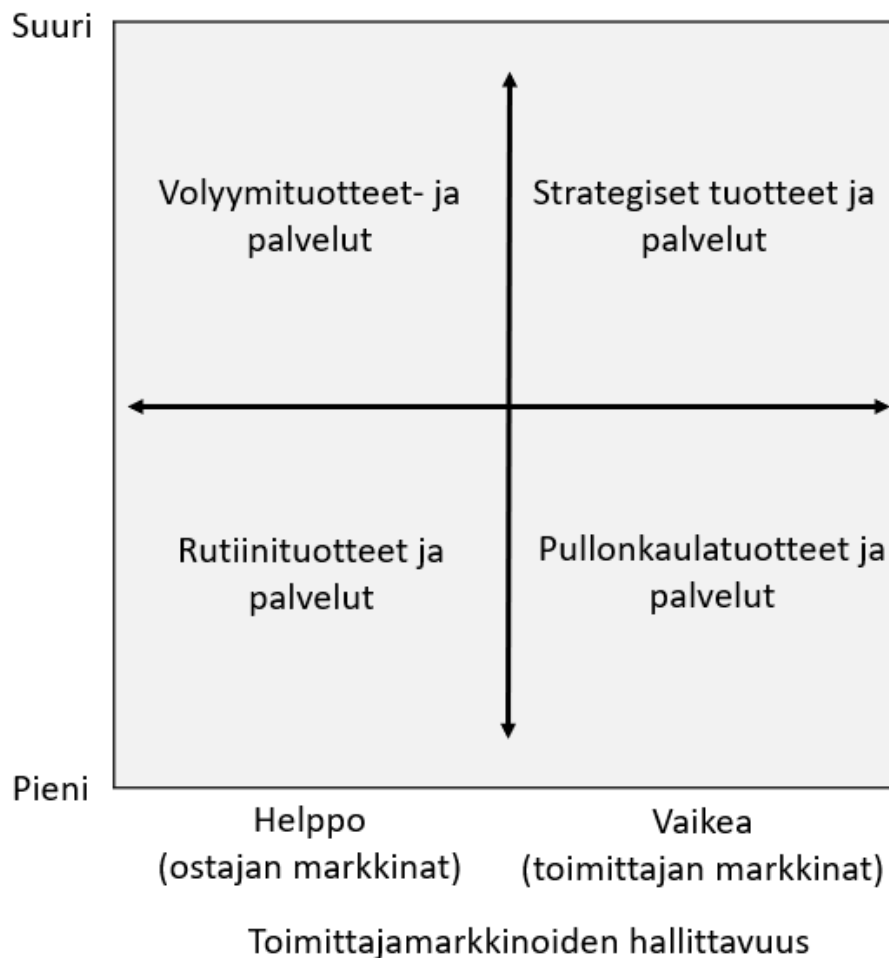 Suuri
Volyymituotteet- ja
palvelut
Strategiset tuotteet ja
palvelut
Rutiinituotteet ja
palvelut
Pullonkaulatuotteet ja
palvelut
Pieni
Helppo
(ostajan markkinat)
Vaikea
(toimittajan markkinat)
Toimittajamarkkinoiden hallittavuus